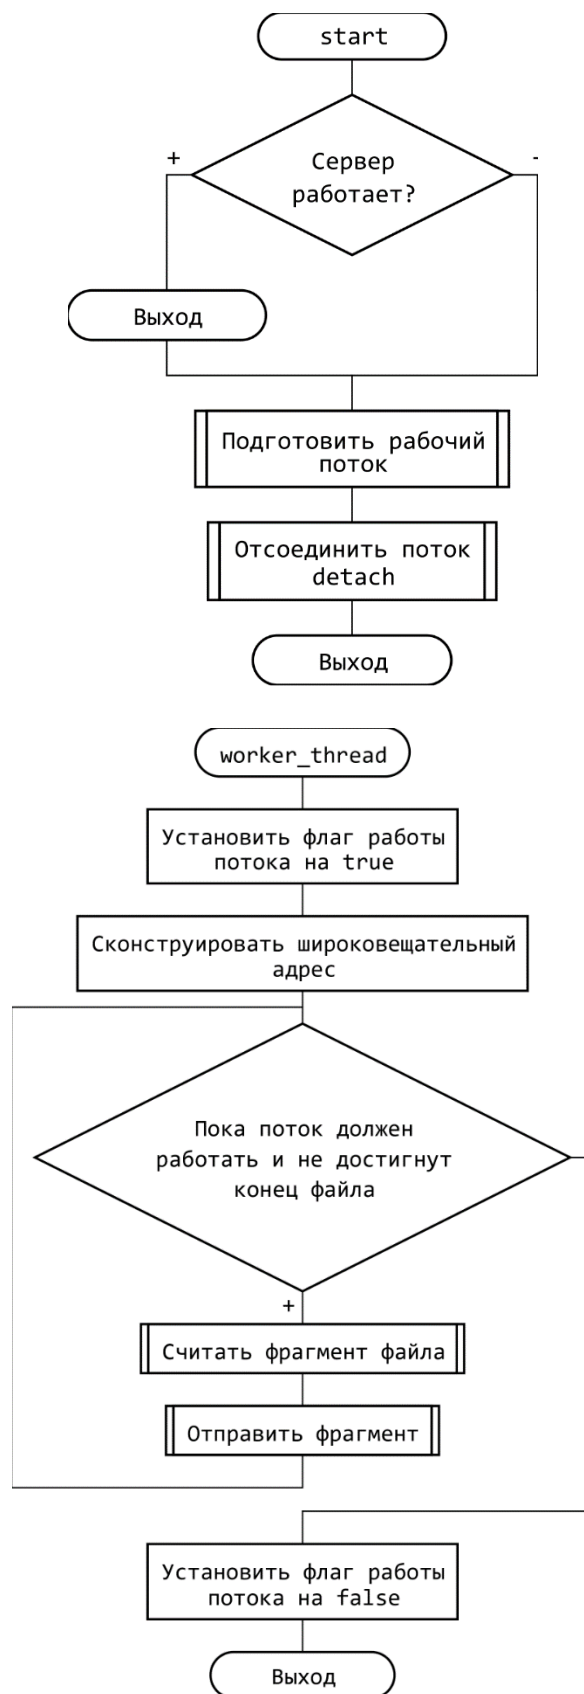 start
+
-
Сервер
работает?
Выход
Подготовить рабочий
поток
Отсоединить поток
detach
Выход
worker_thread
Установить флаг работы
потока на true
Сконструировать широковещательный
адрес
Пока поток должен
работать и не достигнут
конец файла
+
Считать фрагмент файла
Отправить фрагмент
Установить флаг работы
потока на false
Выход